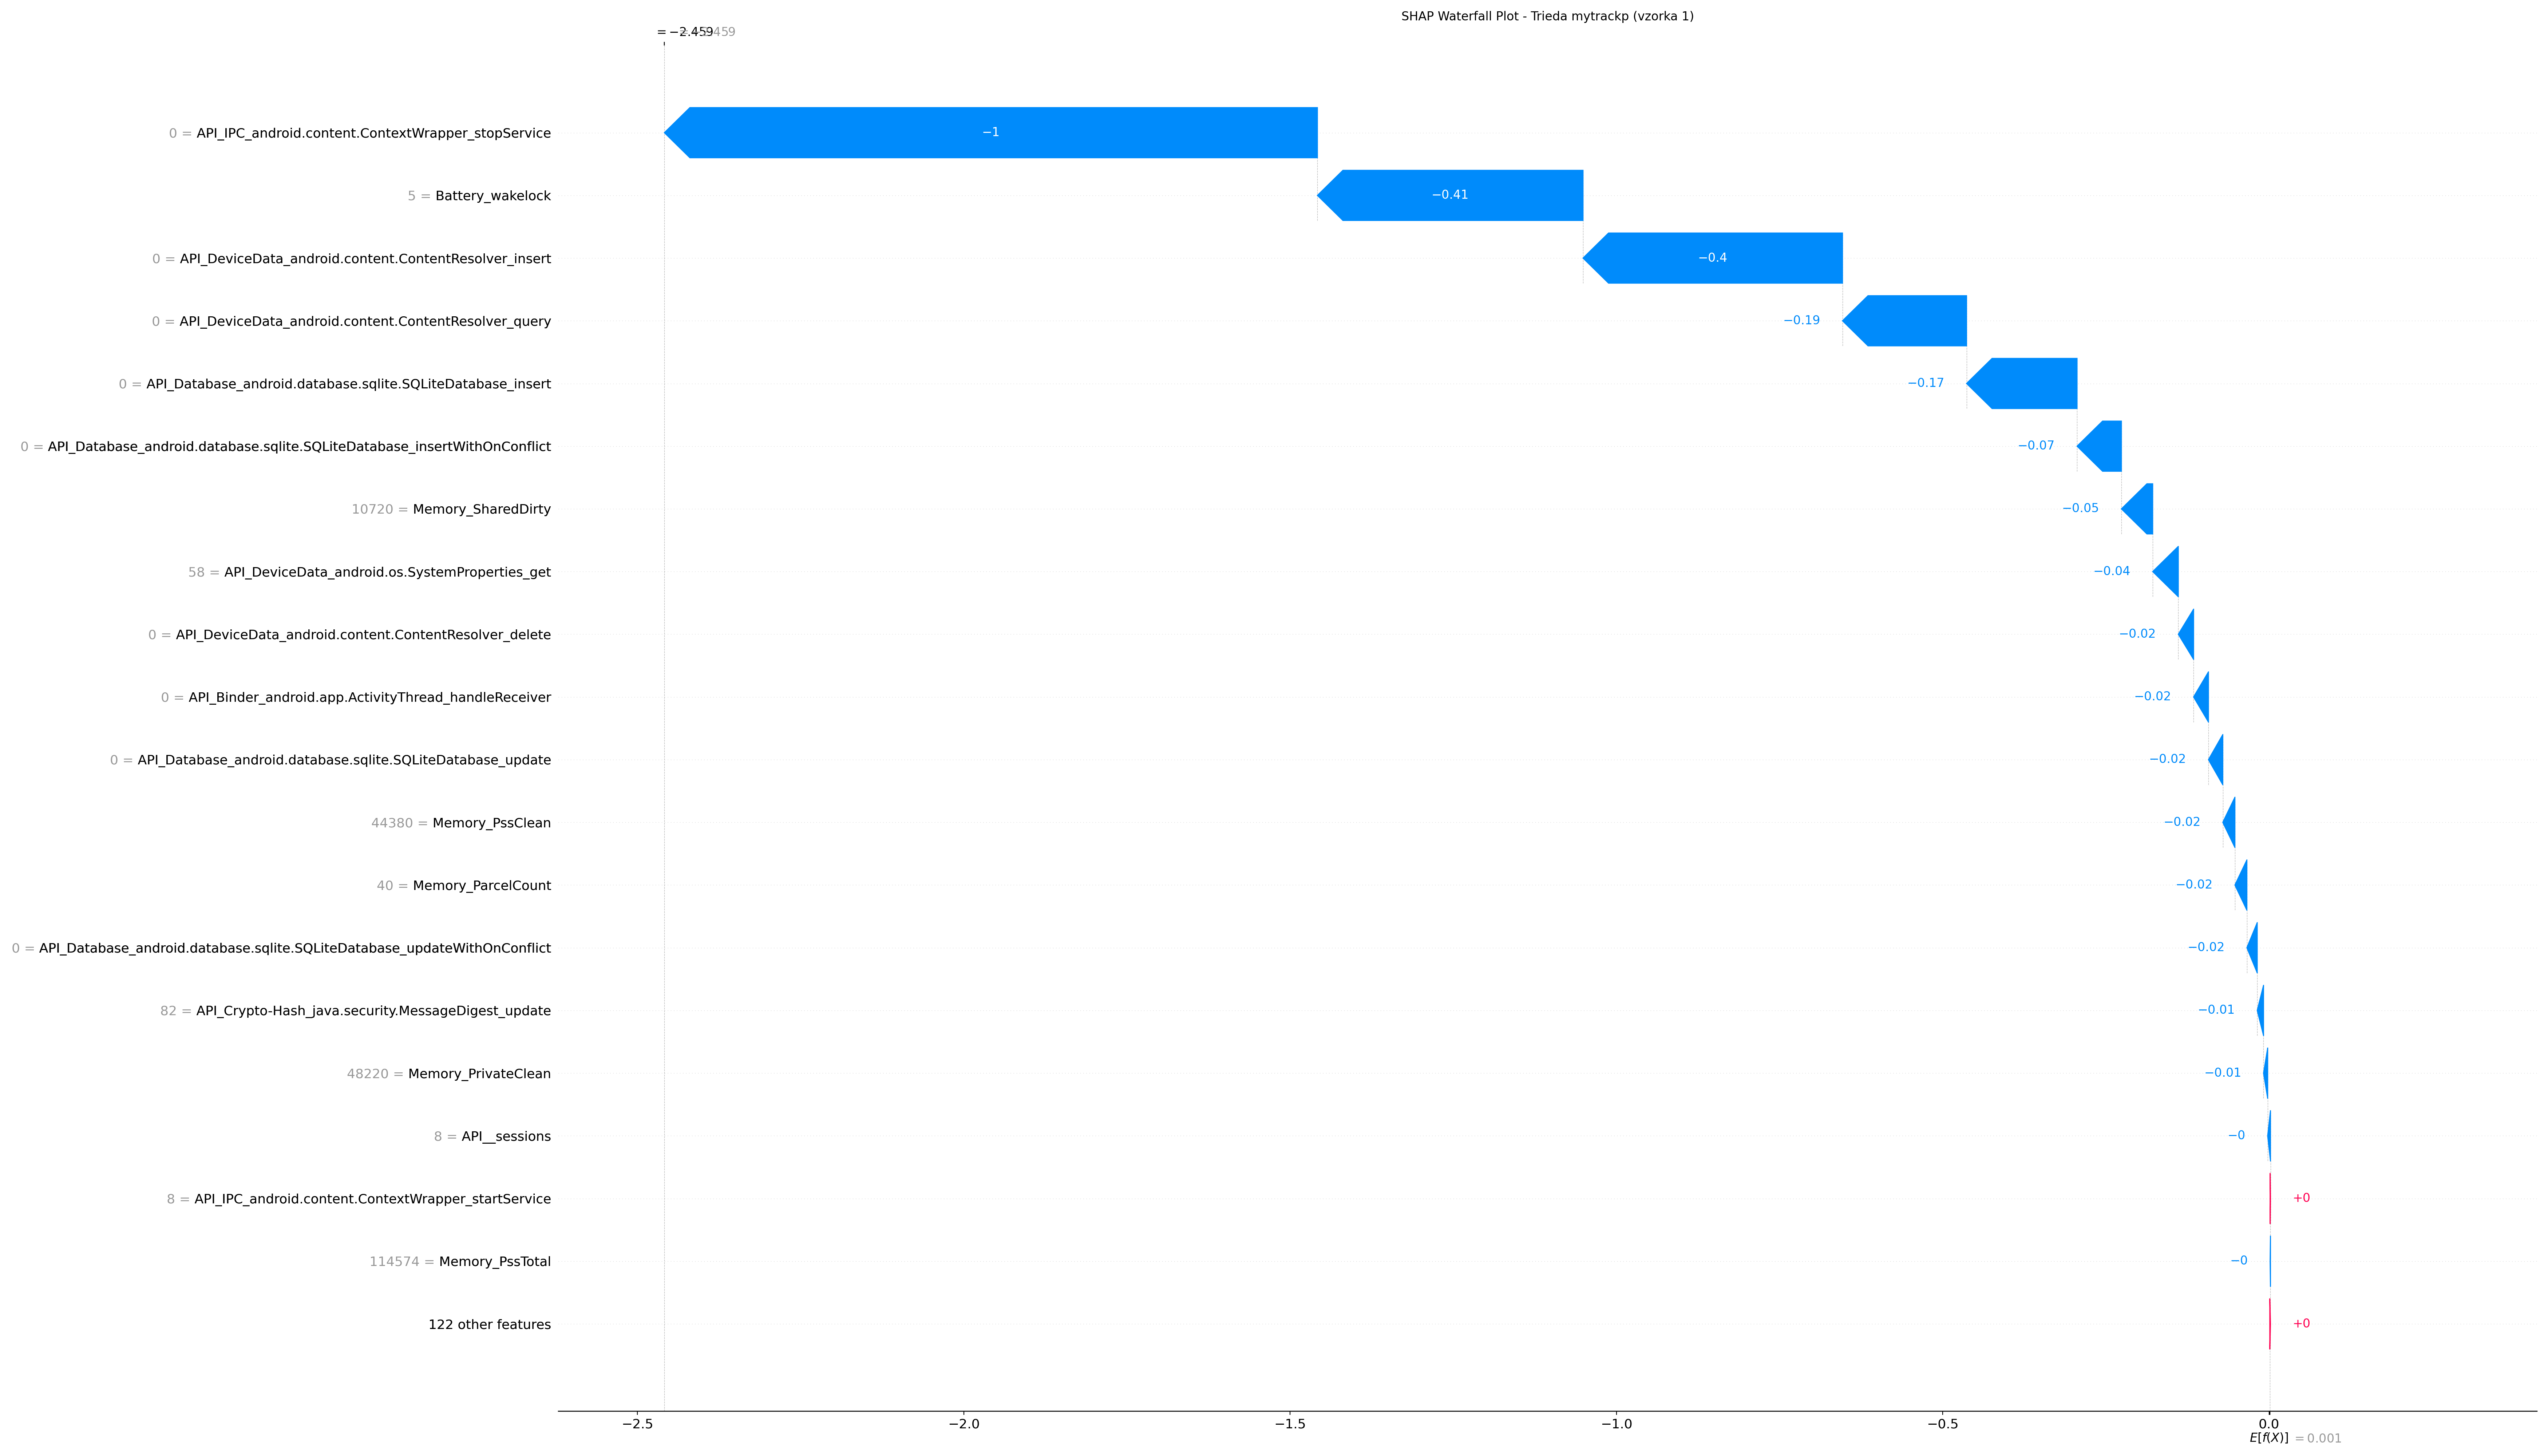 SHAP Waterfall Plot - Trieda mytrackp (vzorka 1)
= −2.459
0 = API_IPC_android.content.ContextWrapper_stopService −1
5 = Battery_wakelock −0.41
0 = API_DeviceData_android.content.ContentResolver_insert −0.4
0 = API_DeviceData_android.content.ContentResolver_query −0.19
0 = API_Database_android.database.sqlite.SQLiteDatabase_insert −0.17
0 = API_Database_android.database.sqlite.SQLiteDatabase_insertWithOnConflict −0.07
10720 = Memory_SharedDirty −0.05
58 = API_DeviceData_android.os.SystemProperties_get −0.04
0 = API_DeviceData_android.content.ContentResolver_delete −0.02
0 = API_Binder_android.app.ActivityThread_handleReceiver −0.02
0 = API_Database_android.database.sqlite.SQLiteDatabase_update −0.02
44380 = Memory_PssClean −0.02
40 = Memory_ParcelCount −0.02
0 = API_Database_android.database.sqlite.SQLiteDatabase_updateWithOnConflict −0.02
82 = API_Crypto-Hash_java.security.MessageDigest_update −0.01
48220 = Memory_PrivateClean −0.01
8 = API__sessions −0
8 = API_IPC_android.content.ContextWrapper_startService +0
114574 = Memory_PssTotal −0
122 other features +0
−2.5 −2.0 −1.5 −1.0 −0.5 0.0
E[f(X)] = 0.001